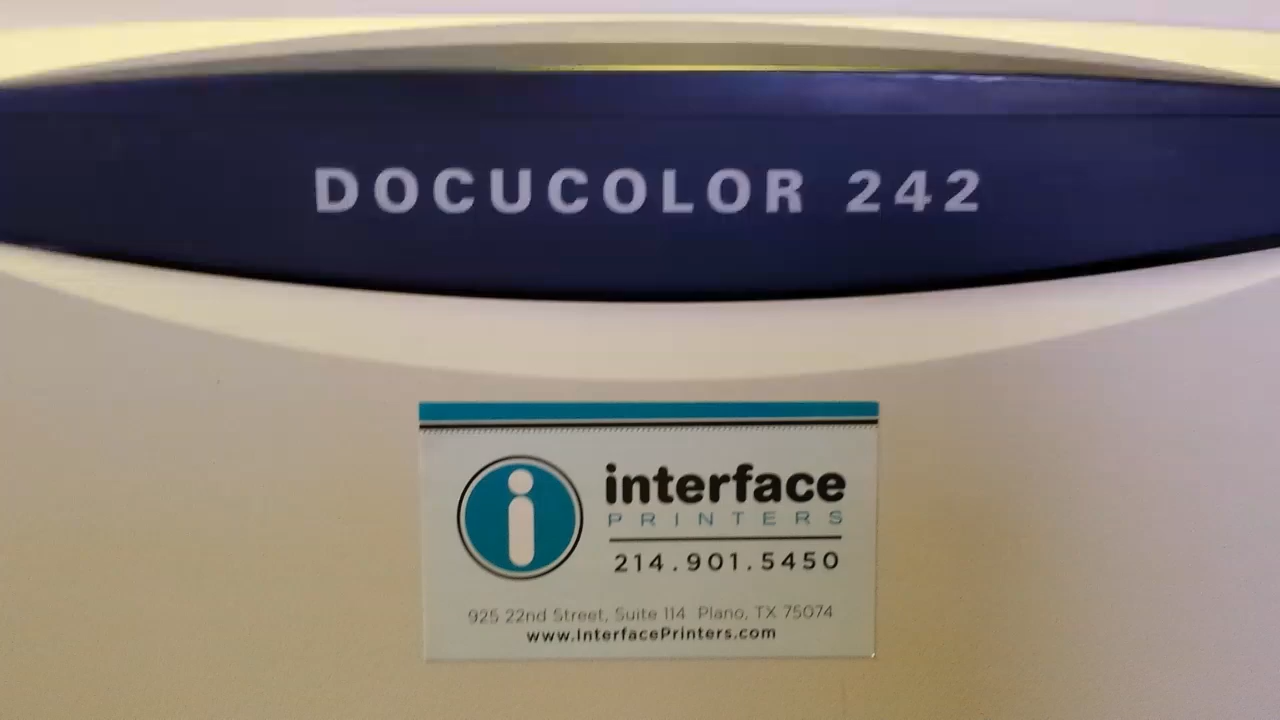 DOCUCOLOR 242
i
interface
PRINTERS
214.901.5450
925 22nd Street, Suite 114 Plano, TX 75074
www.InterfacePrinters.com